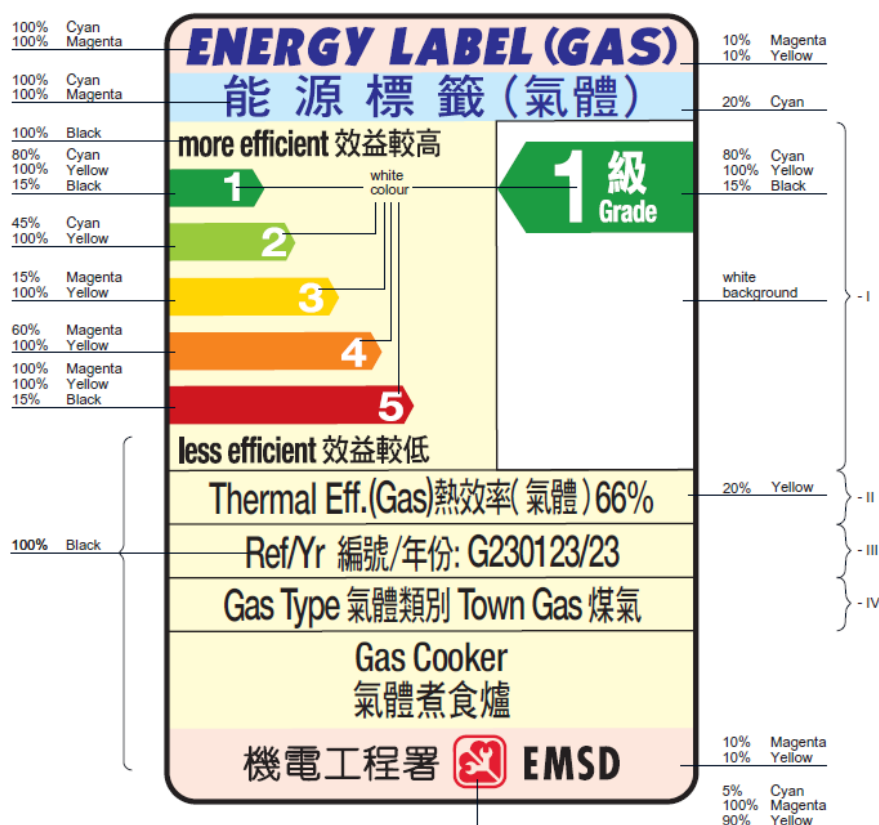 100% Cyan
100% Magenta
ENERGY LABEL (GAS)
10% Magenta
10% Yellow
100% Cyan
100% Magenta
能源標籤(氣體)
20% Cyan
100% Black
more efficient 效益較高
80% Cyan
100% Yellow
15% Black
1
white
colour
1 級
Grade
80% Cyan
100% Yellow
15% Black
45% Cyan
100% Yellow
2
15% Magenta
100% Yellow
3
white
background
- I
60% Magenta
100% Yellow
4
100% Magenta
100% Yellow
15% Black
5
less efficient 效益較低
Thermal Eff.(Gas)熱效率(氣體)66%
20% Yellow
- II
100% Black
Ref/Yr 編號/年份: G230123/23
- III
Gas Type 氣體類別 Town Gas 煤氣
- IV
Gas Cooker
氣體煮食爐
機電工程署 EMSD
10% Magenta
10% Yellow
5% Cyan
100% Magenta
90% Yellow